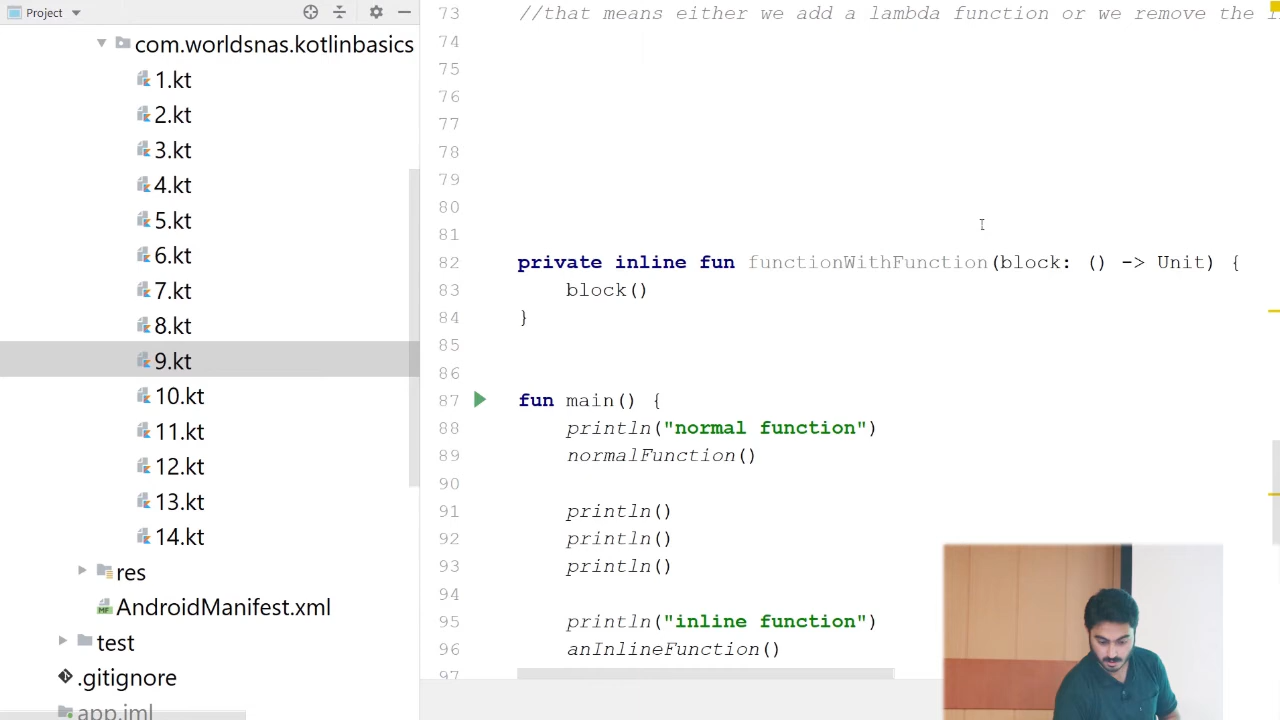 Project
com.worldsnas.kotlinbasics
1.kt
2.kt
3.kt
4.kt
5.kt
6.kt
7.kt
8.kt
9.kt
10.kt
11.kt
12.kt
13.kt
14.kt
res
AndroidManifest.xml
test
.gitignore
app.iml
73 //that means either we add a lambda function or we remove the
74
75
76
77
78
79
80
81
82 private inline fun functionWithFunction(block: () -> Unit) {
83 block()
84 }
85
86
87 fun main() {
88 println("normal function")
89 normalFunction()
90
91 println()
92 println()
93 println()
94
95 println("inline function")
96 anInlineFunction()
97